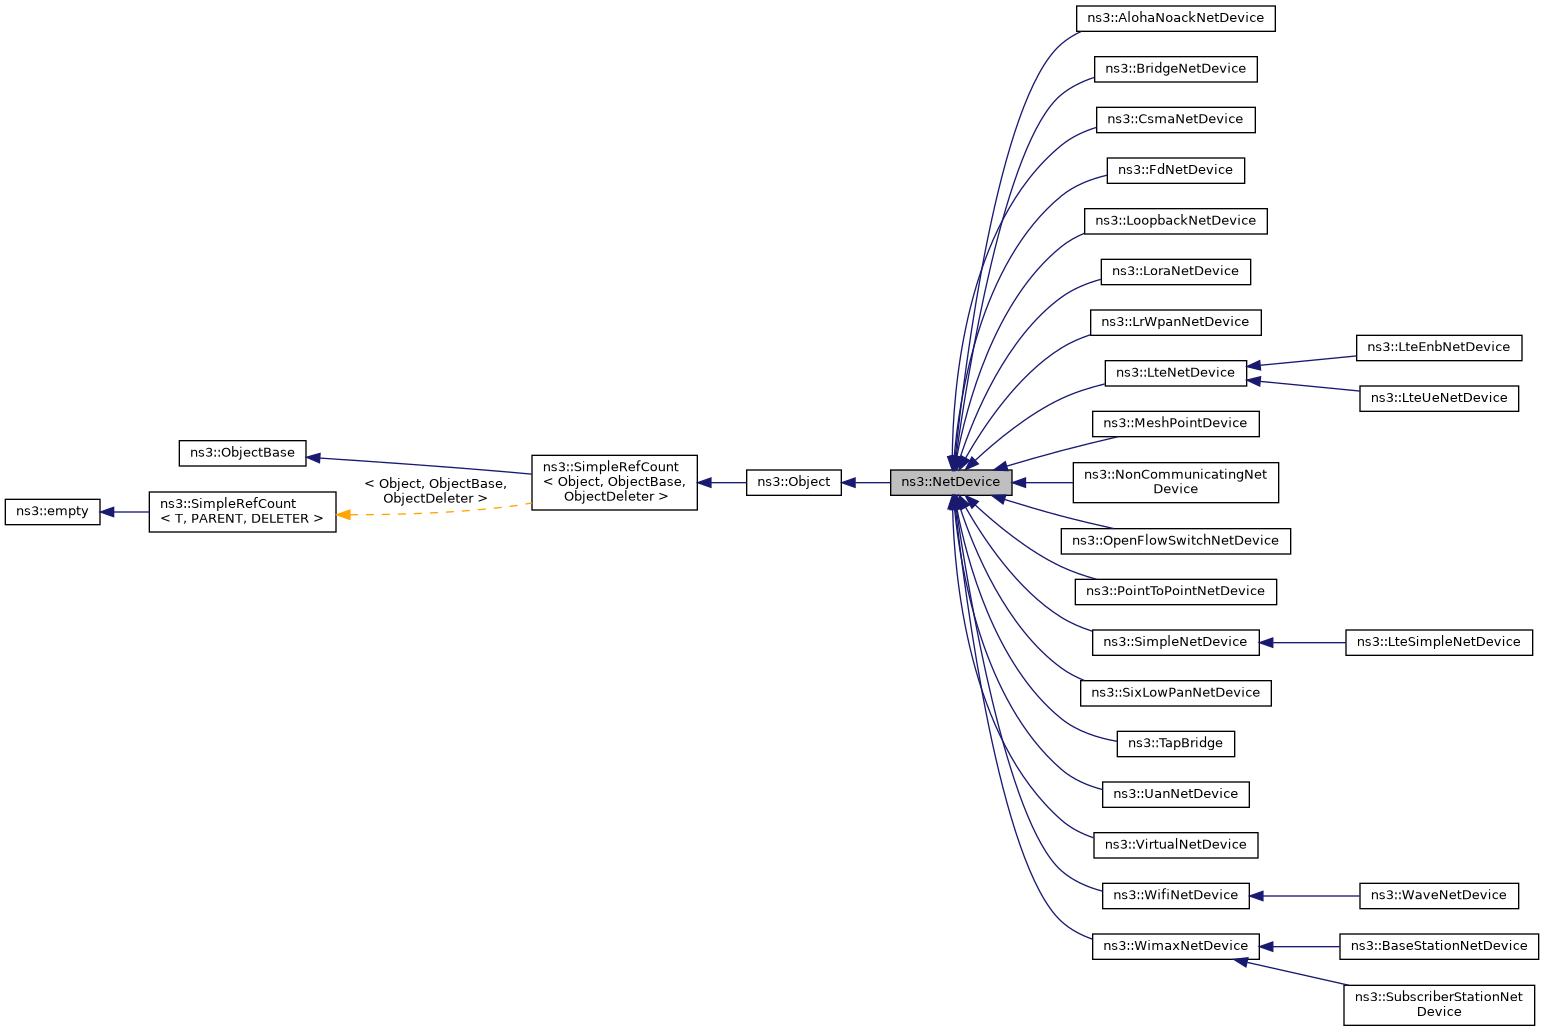 ns3::empty
ns3::ObjectBase
ns3::SimpleRefCount
< T, PARENT, DELETER >
< Object, ObjectBase,
ObjectDeleter >
ns3::SimpleRefCount
< Object, ObjectBase,
ObjectDeleter >
ns3::Object
ns3::NetDevice
ns3::AlohaNoackNetDevice
ns3::BridgeNetDevice
ns3::CsmaNetDevice
ns3::FdNetDevice
ns3::LoopbackNetDevice
ns3::LoraNetDevice
ns3::LrWpanNetDevice
ns3::LteNetDevice
ns3::LteEnbNetDevice
ns3::LteUeNetDevice
ns3::MeshPointDevice
ns3::NonCommunicatingNet
Device
ns3::OpenFlowSwitchNetDevice
ns3::PointToPointNetDevice
ns3::SimpleNetDevice
ns3::LteSimpleNetDevice
ns3::SixLowPanNetDevice
ns3::TapBridge
ns3::UanNetDevice
ns3::VirtualNetDevice
ns3::WifiNetDevice
ns3::WaveNetDevice
ns3::WimaxNetDevice
ns3::BaseStationNetDevice
ns3::SubscriberStationNet
Device